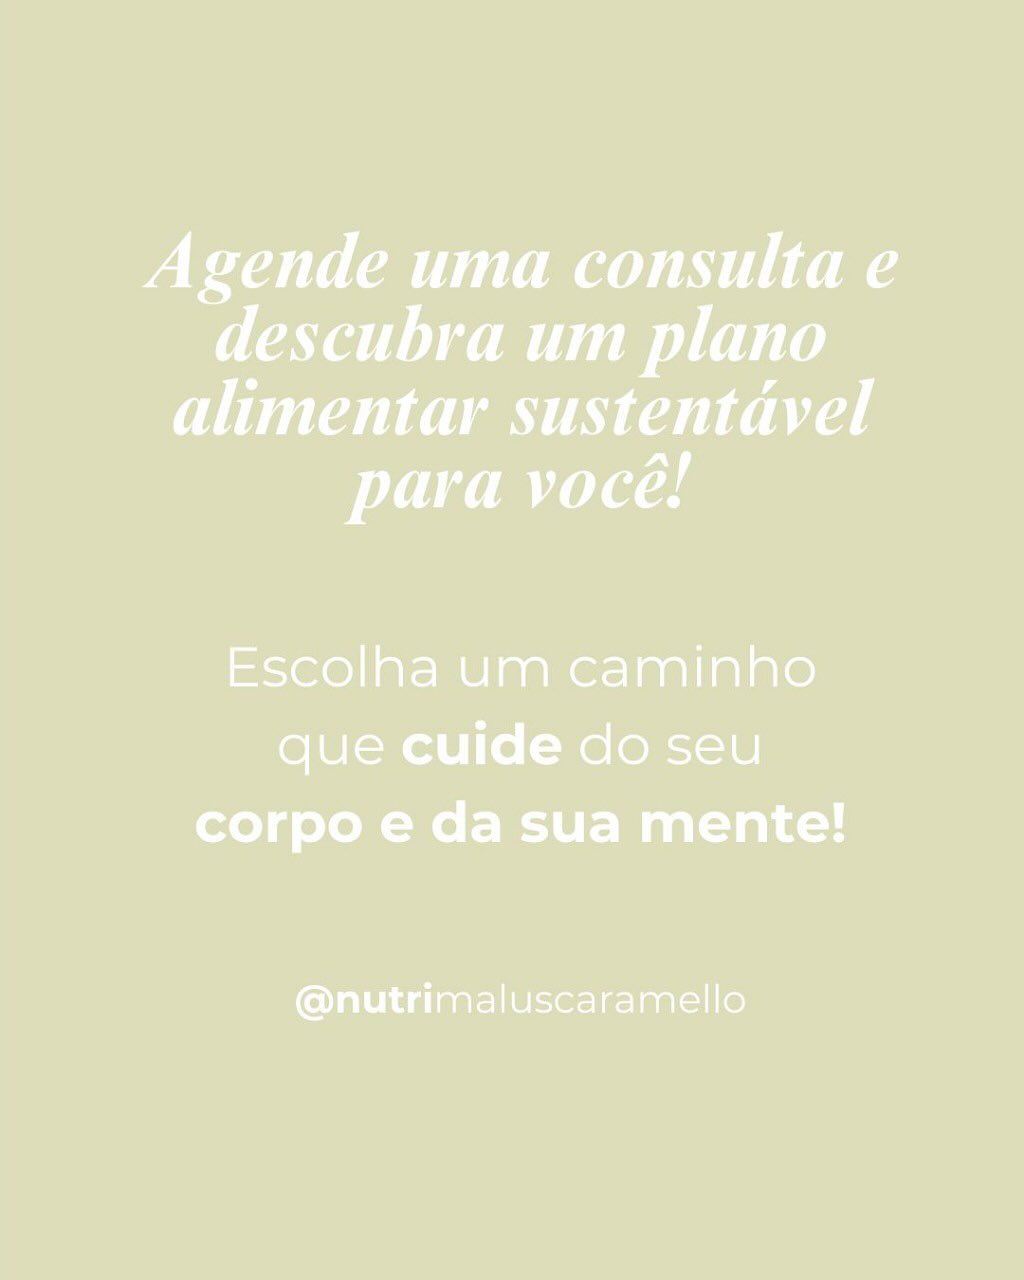 Agende uma consulta e
descubra um plano
alimentar sustentável
para você!
Escolha um caminho
que cuide do seu
corpo e da sua mente!
@nutrimaluscaramello